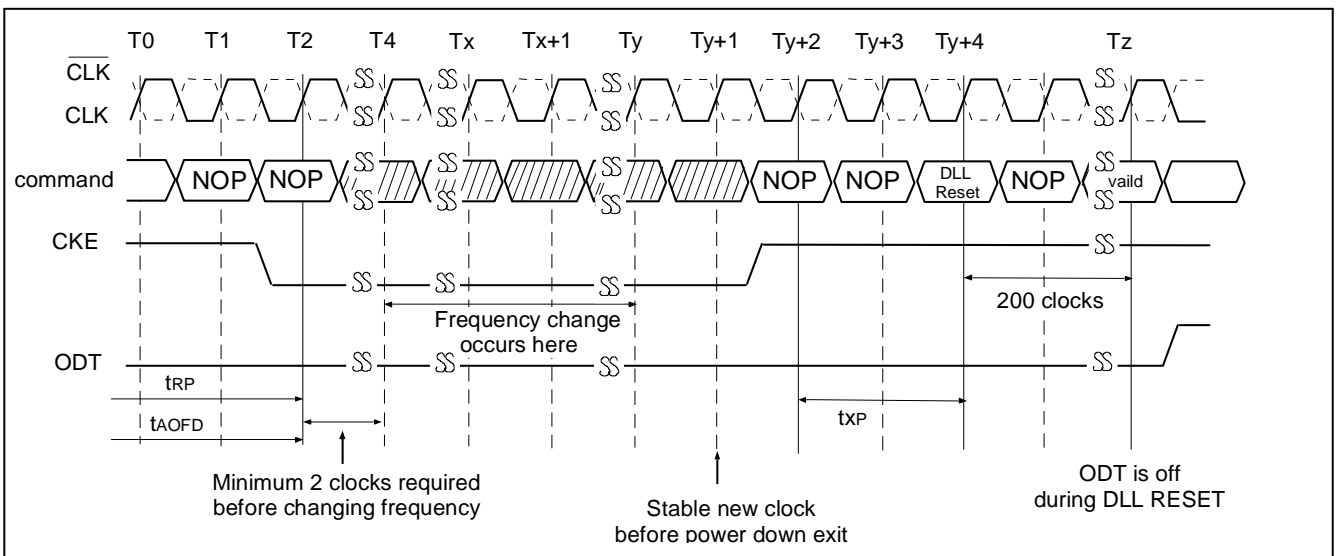 T0 T1 T2 T4 Tx Tx+1 Ty Ty+1 Ty+2 Ty+3 Ty+4 Tz
CLK
CLK
command NOP NOP NOP NOP DLL Reset NOP vaild
CKE
200 clocks
Frequency change
occurs here
ODT
tRP
tXP
tAOFD
Minimum 2 clocks required
before changing frequency
Stable new clock
before power down exit
ODT is off
during DLL RESET